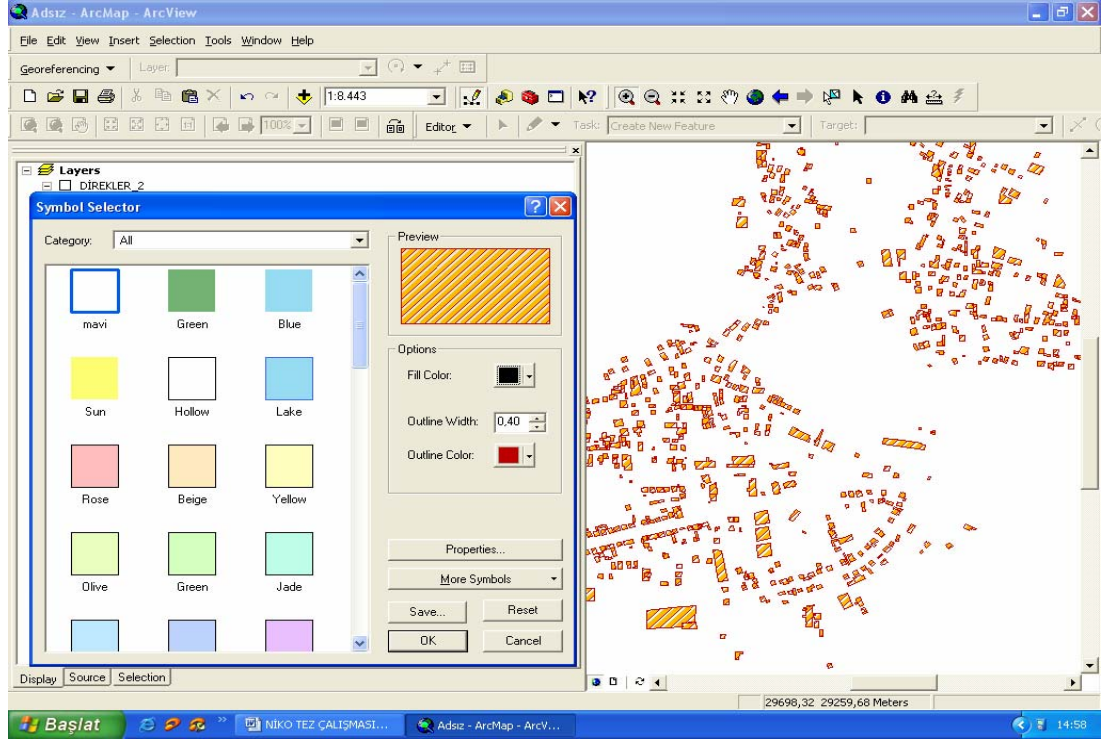 Adsız - ArcMap - ArcView
File Edit View Insert Selection Tools Window Help
Georeferencing Layer:
1:8.443
100% Editor Task: Create New Feature Target:
Layers
DİREKLER_2
Symbol Selector
Category: All
Preview
mavi Green Blue
Options
Fill Color:
Sun Hollow Lake
Outline Width: 0,40
Outline Color:
Rose Beige Yellow
Properties...
Olive Green Jade
More Symbols
Save... Reset
OK Cancel
Display Source Selection
29698,32 29259,68 Meters
Başlat NİKO TEZ ÇALIŞMASI... Adsız - ArcMap - ArcV... 14:58